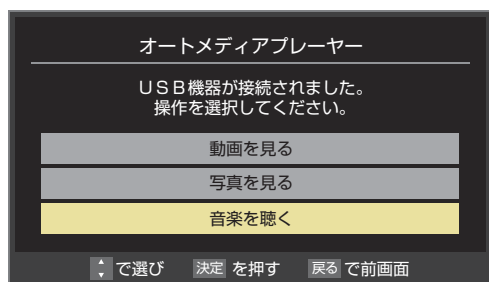 オートメディアプレーヤー
ＵＳＢ機器が接続されました。
操作を選択してください。
動画を見る
写真を見る
音楽を聴く
で選び 決定 を押す 戻る で前画面